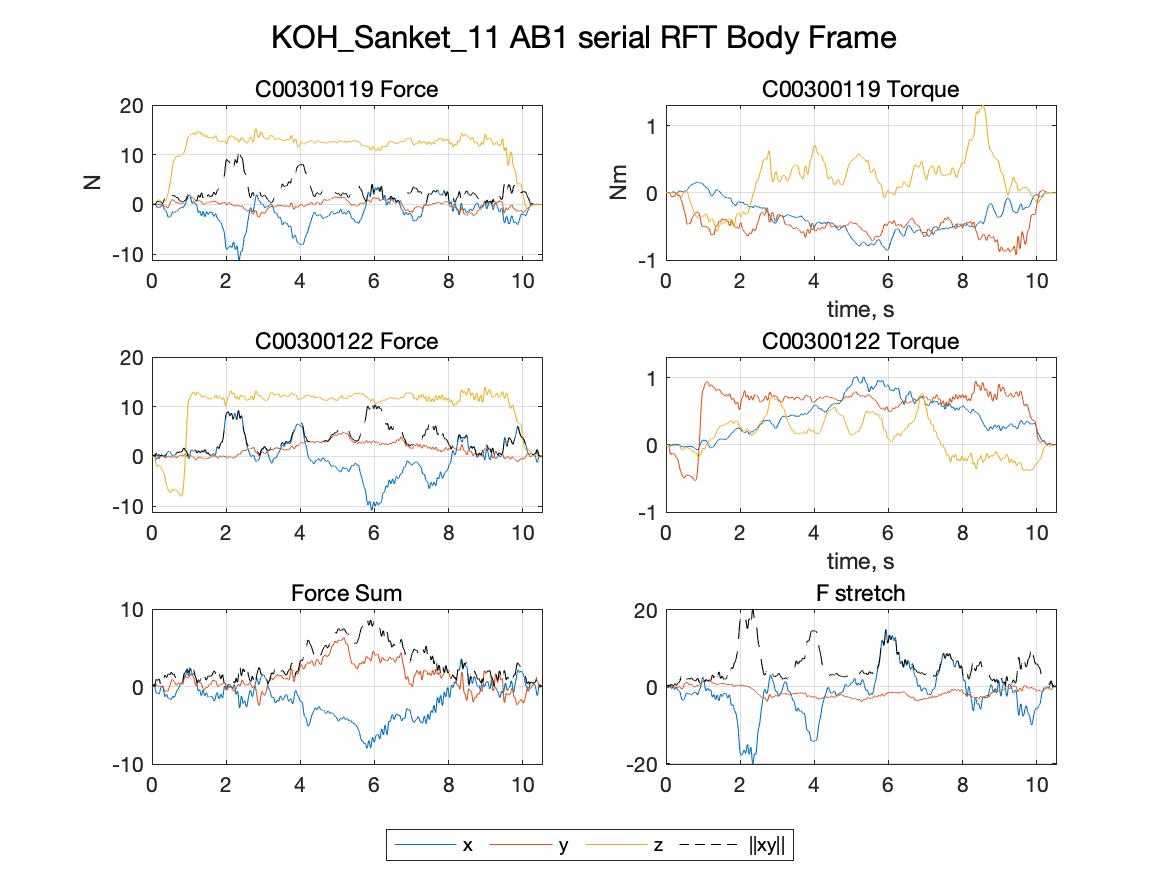 KOH_Sanket_11 AB1 serial RFT Body Frame
C00300119 Force
20
10
0
-10
N
0 2 4 6 8 10
C00300119 Torque
1
0
-1
Nm
0 2 4 6 8 10
time, s
C00300122 Force
20
10
0
-10
0 2 4 6 8 10
C00300122 Torque
1
0
-1
0 2 4 6 8 10
time, s
Force Sum
10
0
-10
0 2 4 6 8 10
F stretch
20
0
-20
0 2 4 6 8 10
x y z ||xy||